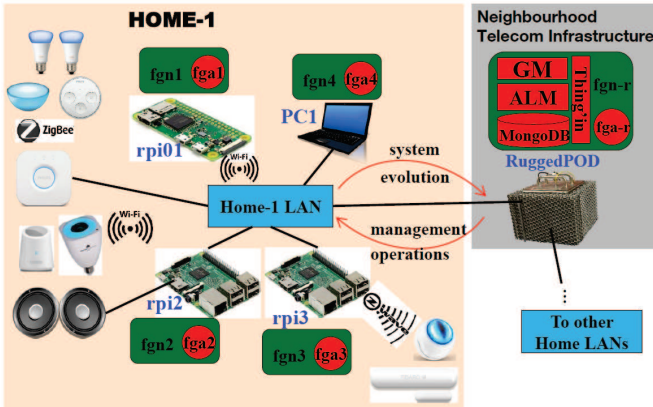 HOME-1
Neighbourhood
Telecom Infrastructure
fgn1 fga1
fgn4 fga4
GM
ALM
MongoDB
Thing'in
fgn-r
fga-r
ZigBee
rpi01
PC1
RuggedPOD
Wi-Fi
system
evolution
Home-1 LAN
management
operations
Wi-Fi
rpi2
rpi3
fgn2 fga2
fgn3 fga3
To other
Home LANs